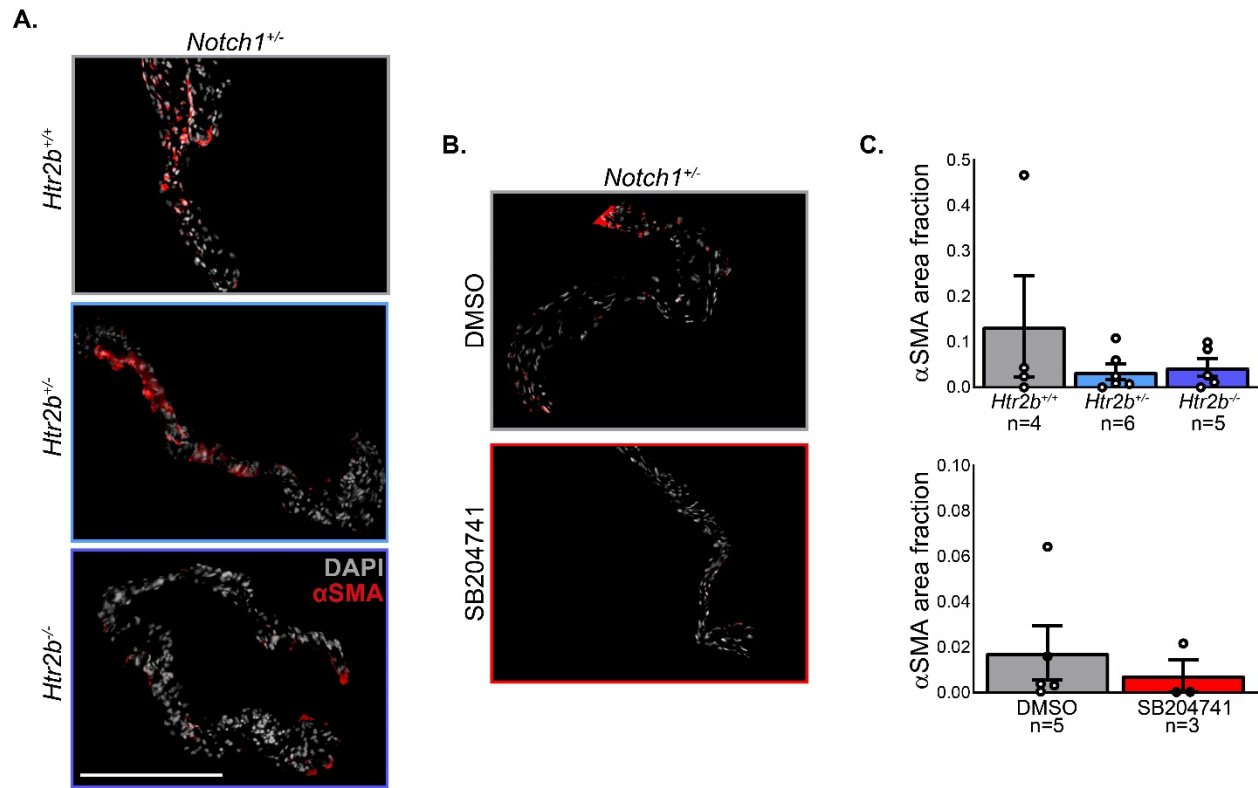 A.
Notch1+/-
Htr2b+/+
Htr2b+/-
Htr2b-/-
DAPI
αSMA
B.
Notch1+/-
DMSO
SB204741
C.
αSMA area fraction
0.5
0.4
0.3
0.2
0.1
0.0
Htr2b+/+ Htr2b+/- Htr2b-/-
n=4 n=6 n=5
αSMA area fraction
0.10
0.08
0.06
0.04
0.02
0.00
DMSO SB204741
n=5 n=3